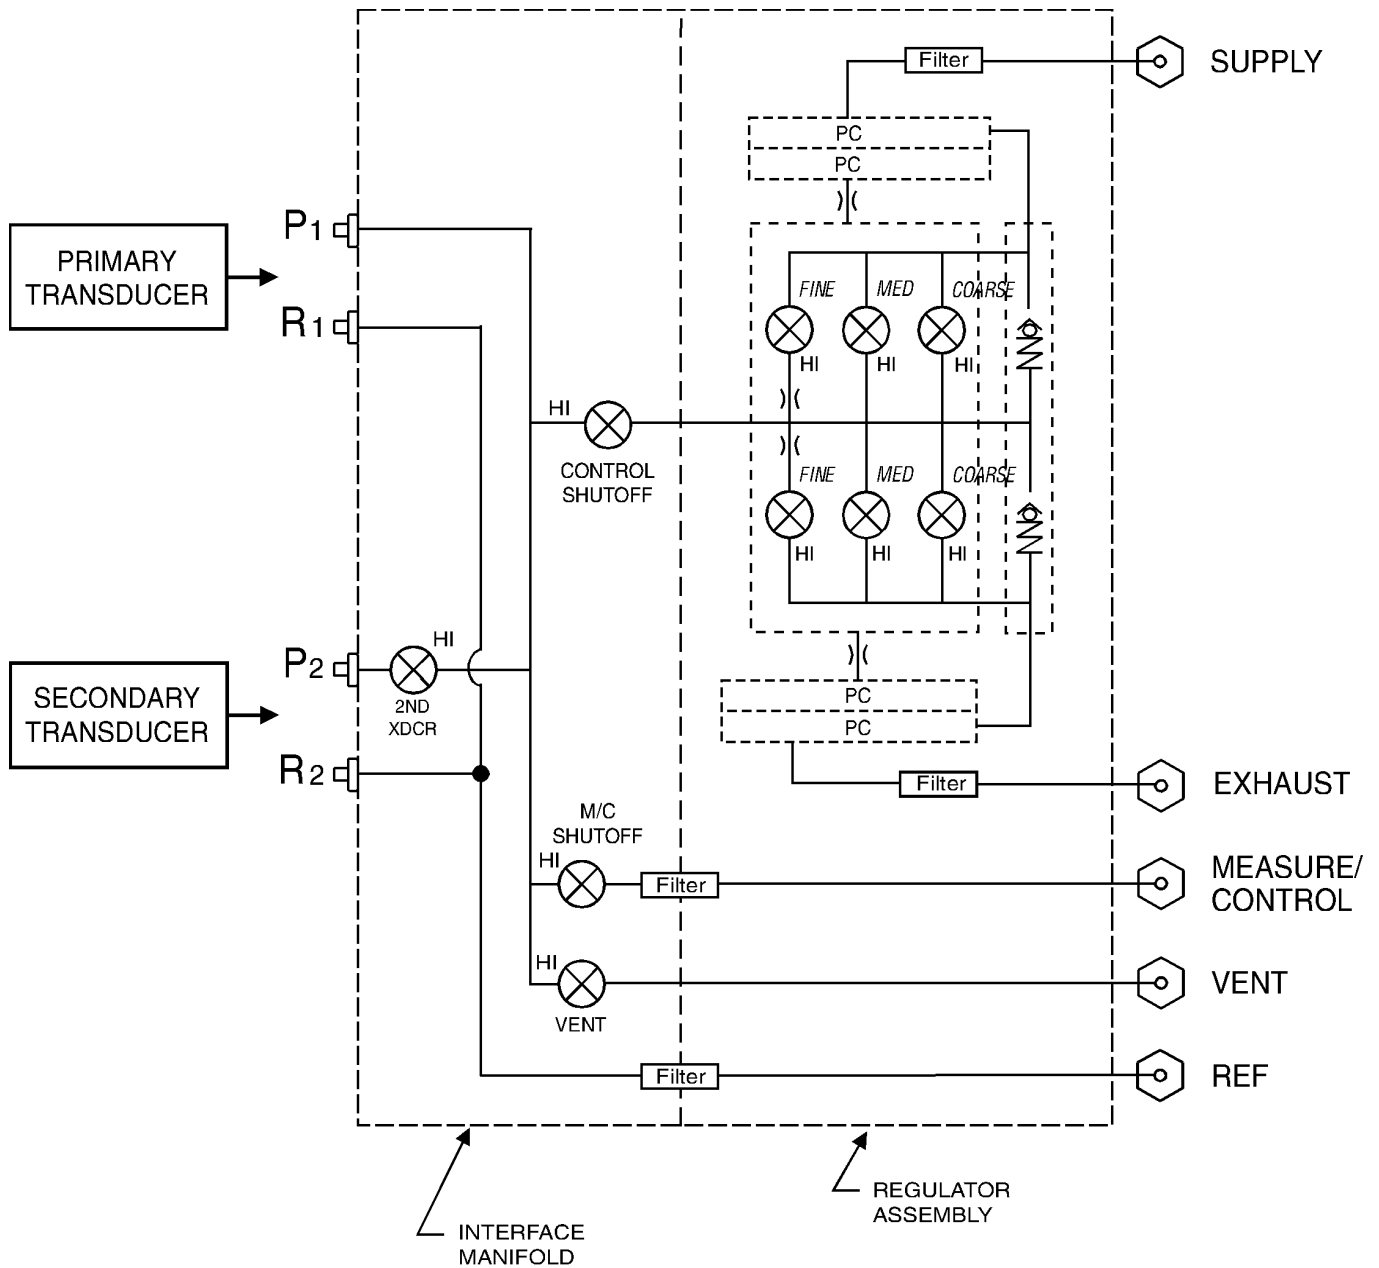 Filter
SUPPLY
PC
PC
P1
PRIMARY
TRANSDUCER
R1
FINE
MED
COARSE
HI
HI
HI
HI
CONTROL
SHUTOFF
FINE
MED
COARSE
HI
HI
HI
HI
P2
SECONDARY
TRANSDUCER
2ND
XDCR
R2
PC
PC
Filter
EXHAUST
M/C
SHUTOFF
HI
Filter
MEASURE/
CONTROL
HI
VENT
VENT
Filter
REF
REGULATOR
ASSEMBLY
INTERFACE
MANIFOLD